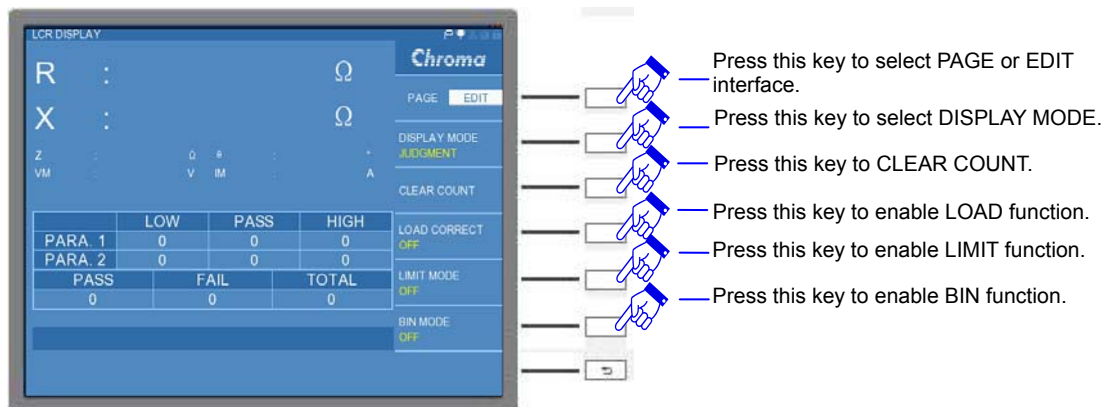 LCR DISPLAY
Chroma
R : Ω
X : Ω
Z : Ω θ : °
VM : V IM : A
PAGE EDIT
DISPLAY MODE
JUDGMENT
CLEAR COUNT
LOAD CORRECT
OFF
LIMIT MODE
OFF
BIN MODE
OFF
LOW PASS HIGH
PARA. 1 0 0 0
PARA. 2 0 0 0
PASS FAIL TOTAL
0 0 0
Press this key to select PAGE or EDIT
interface.
Press this key to select DISPLAY MODE.
Press this key to CLEAR COUNT.
Press this key to enable LOAD function.
Press this key to enable LIMIT function.
Press this key to enable BIN function.